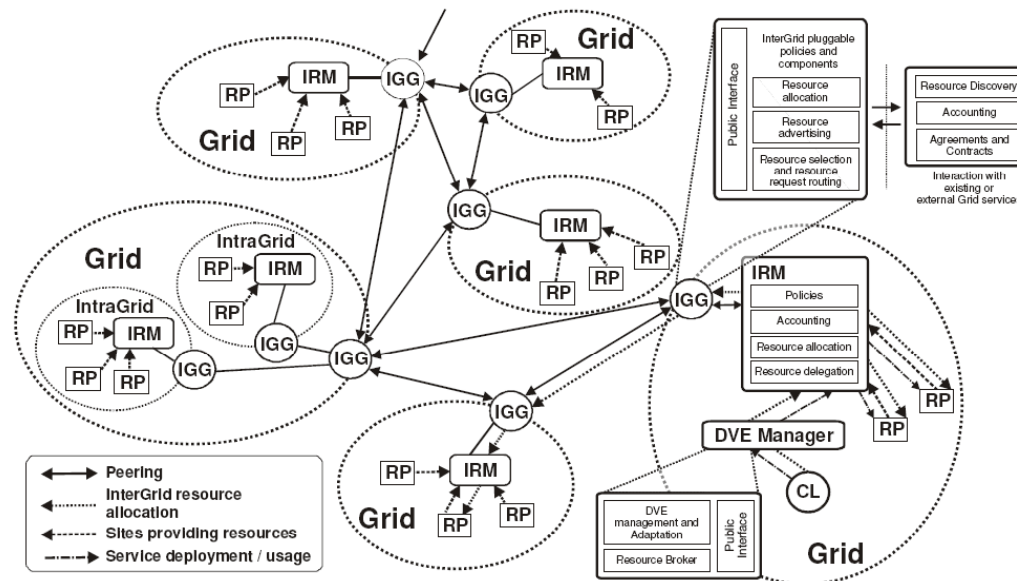 Grid
RP
IRM
IGG
RP
RP
RP
Grid
RP
Grid
IRM
IGG
RP
IGG
IRM
RP
RP
RP
Grid
Grid
IntraGrid
RP
IRM
RP
IGG
IntraGrid
RP
IRM
RP
RP
IGG
IGG
IGG
RP
IRM
RP
RP
Grid
InterGrid pluggable
policies and
components
Public Interface
Resource
allocation
Resource
advertising
Resource selection
and resource
request routing
Resource Discovery
Accounting
Agreements and
Contracts
Interaction with
existing or
external Grid service
IGG
IRM
Policies
Accounting
Resource allocation
Resource delegation
RP
RP
DVE Manager
CL
DVE
management and
Adaptation
Resource Broker
Public
Interface
Grid
Peering
InterGrid resource
allocation
Sites providing resources
Service deployment / usage